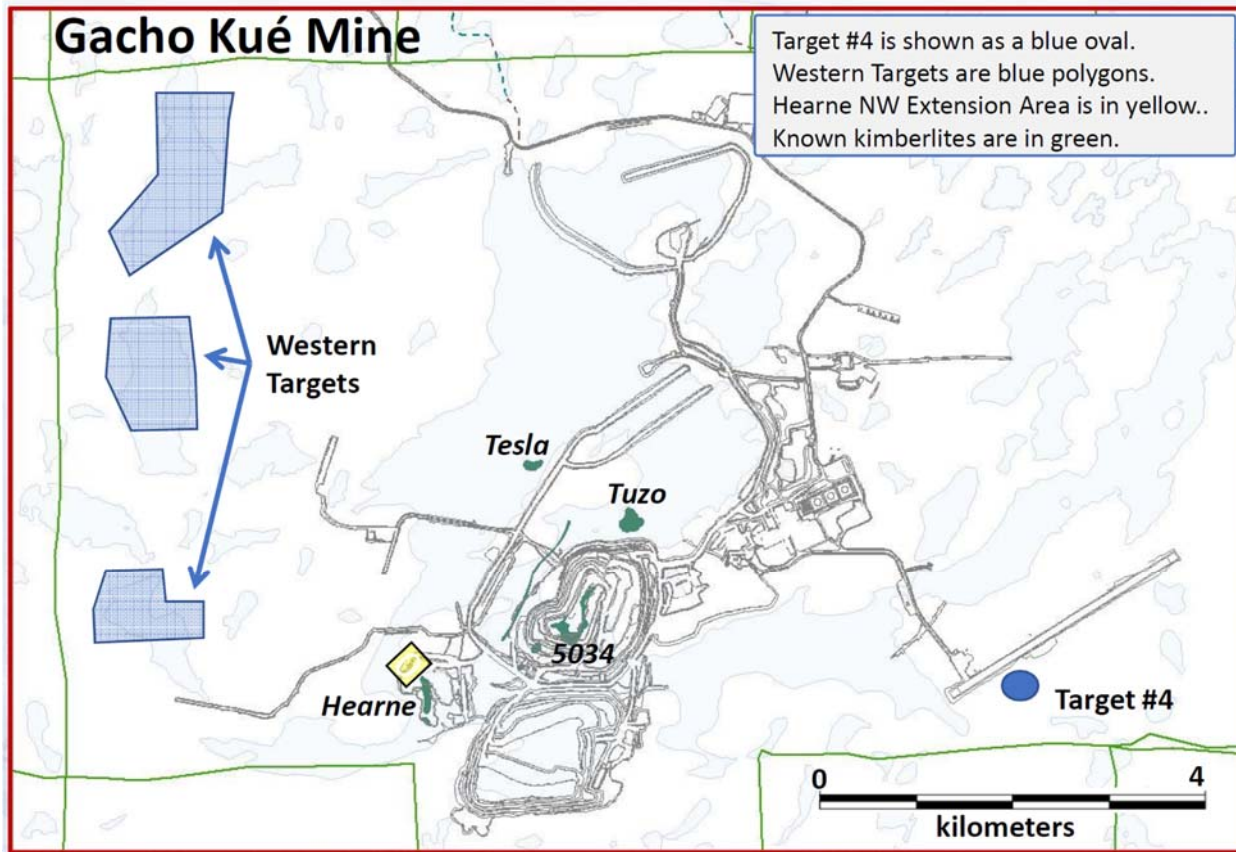 Gacho Kué Mine
Target #4 is shown as a blue oval.
Western Targets are blue polygons.
Hearne NW Extension Area is in yellow..
Known kimberlites are in green.
Western
Targets
Tesla
Tuzo
5034
Hearne
Target #4
0 4
kilometers